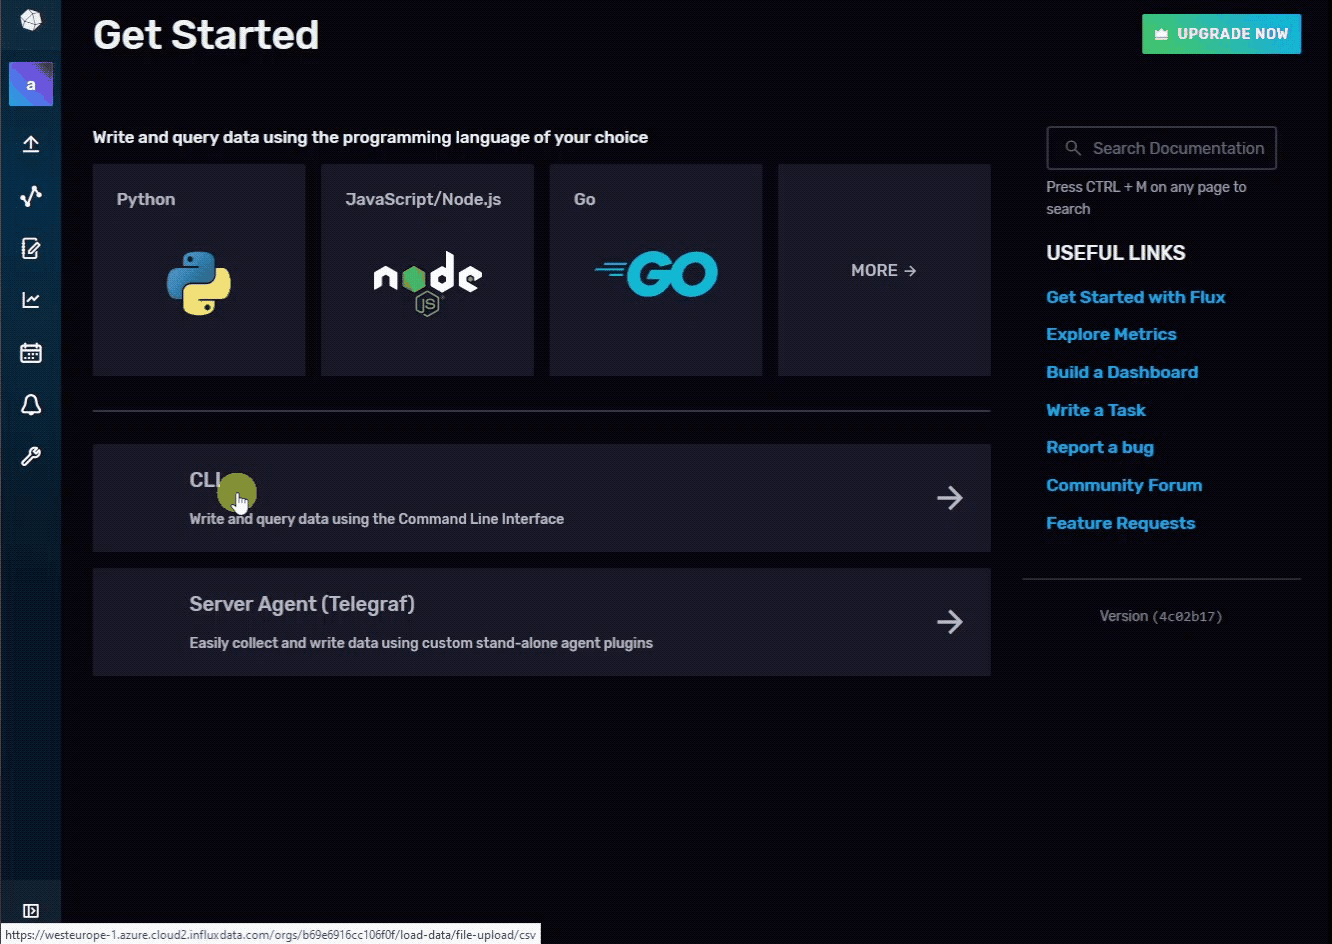 Get Started
UPGRADE NOW
a
Write and query data using the programming language of your choice
Python
JavaScript/Node.js
node
JS
Go
GO
MORE →
Search Documentation
Press CTRL + M on any page to
search
USEFUL LINKS
Get Started with Flux
Explore Metrics
Build a Dashboard
Write a Task
Report a bug
Community Forum
Feature Requests
Version (4c02b17)
CLI
Write and query data using the Command Line Interface
Server Agent (Telegraf)
Easily collect and write data using custom stand-alone agent plugins
https://westeurope-1.azure.cloud2.influxdata.com/orgs/b69e6916cc106f0f/load-data/file-upload/csv